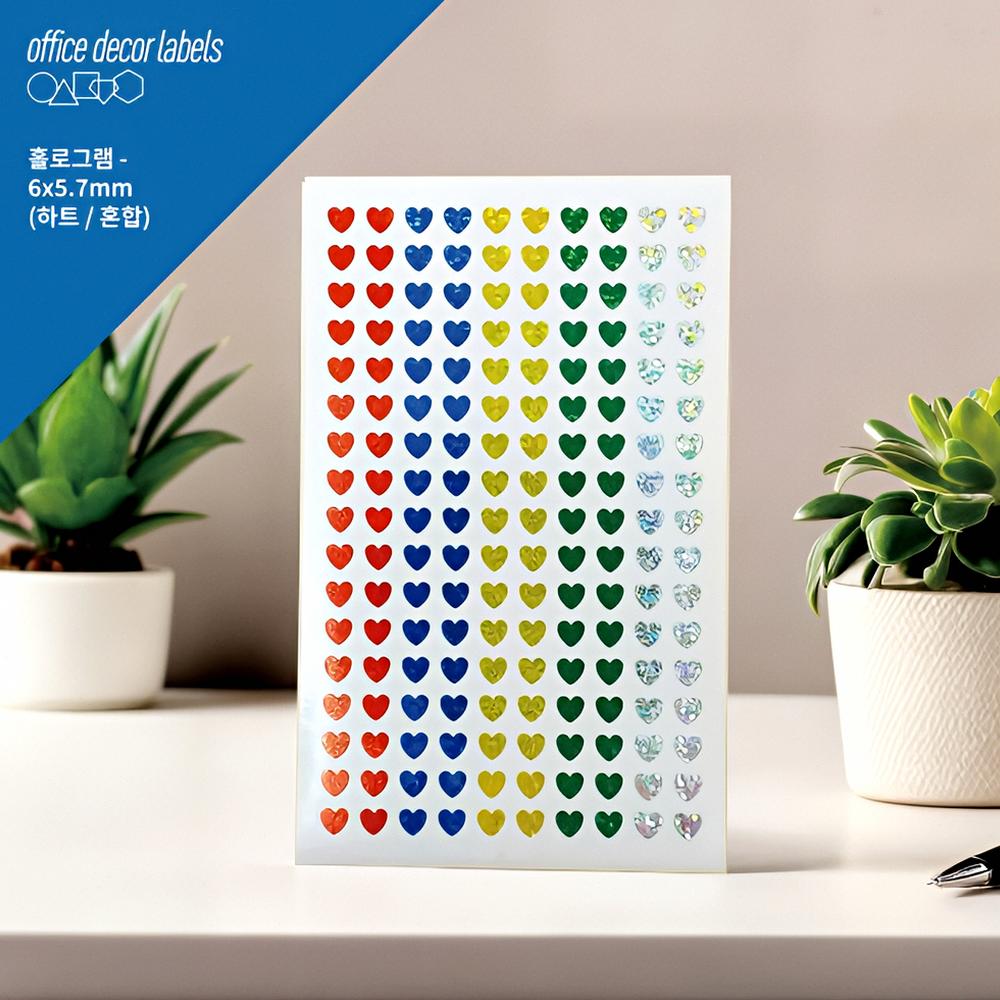 office decor labels
홀로그램 -
6x5.7mm
(하트 / 혼합)